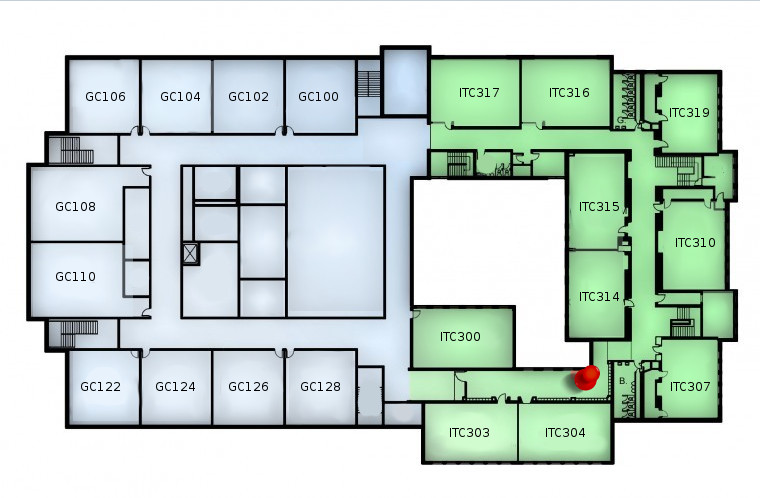 GC106
GC104
GC102
GC100
ITC317
ITC316
ITC319
G.
GC108
ITC315
ITC310
GC110
ITC314
ITC300
GC122
GC124
GC126
GC128
B.
ITC307
ITC303
ITC304